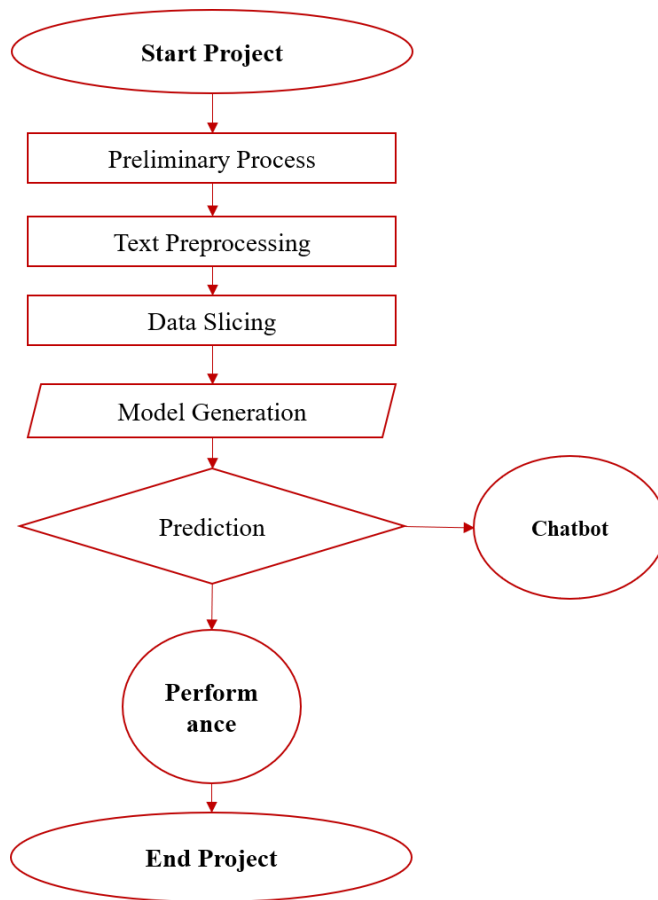 Start Project
Preliminary Process
Text Preprocessing
Data Slicing
Model Generation
Prediction
Chatbot
Perform
ance
End Project